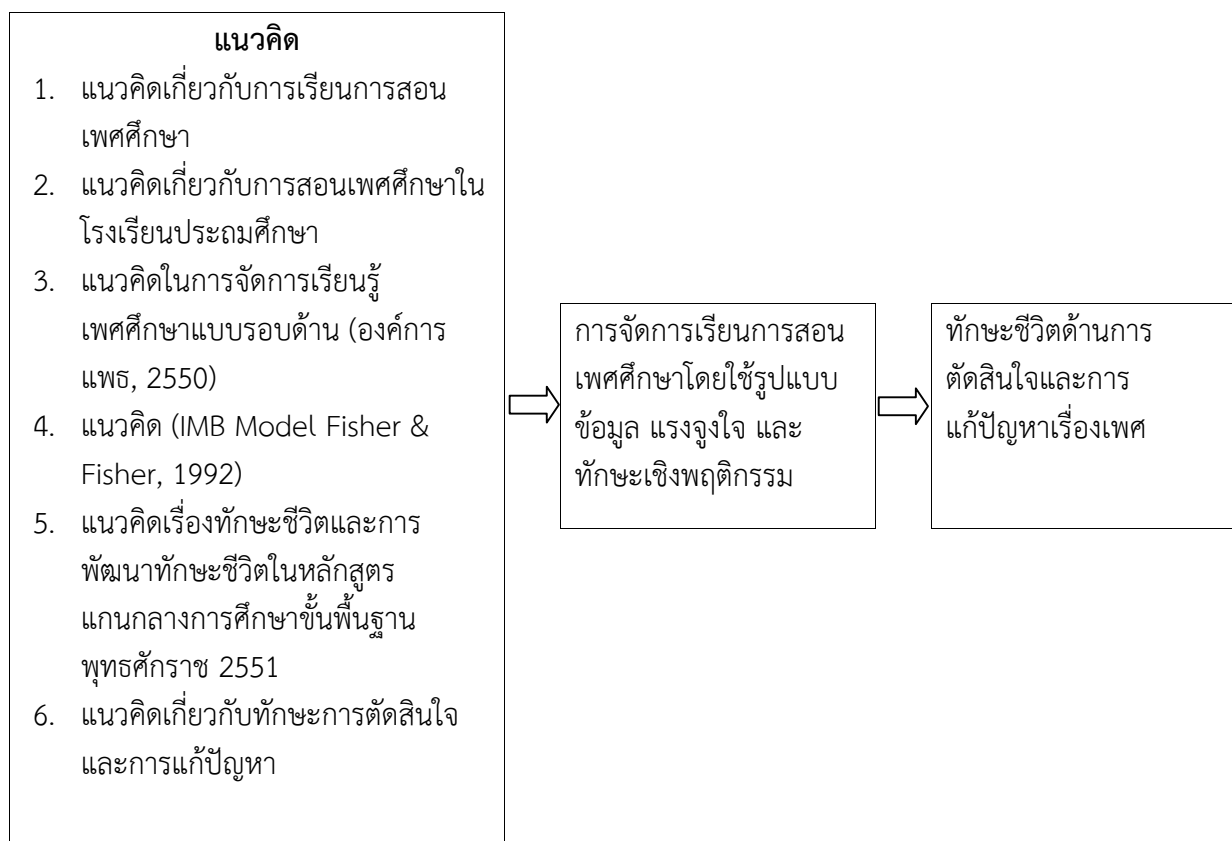 แนวคิด
1. แนวคิดเกี่ยวกับการเรียนการสอน
เพศศึกษา
2. แนวคิดเกี่ยวกับการสอนเพศศึกษาใน
โรงเรียนประถมศึกษา
3. แนวคิดในการจัดการเรียนรู้
เพศศึกษาแบบรอบด้าน (องค์การ
แพธ, 2550)
4. แนวคิด (IMB Model Fisher &
Fisher, 1992)
5. แนวคิดเรื่องทักษะชีวิตและการ
พัฒนาทักษะชีวิตในหลักสูตร
แกนกลางการศึกษาขั้นพื้นฐาน
พุทธศักราช 2551
6. แนวคิดเกี่ยวกับทักษะการตัดสินใจ
และการแก้ปัญหา
การจัดการเรียนการสอน
เพศศึกษาโดยใช้รูปแบบ
ข้อมูล แรงจูงใจ และ
ทักษะเชิงพฤติกรรม
ทักษะชีวิตด้านการ
ตัดสินใจและการ
แก้ปัญหาเรื่องเพศ